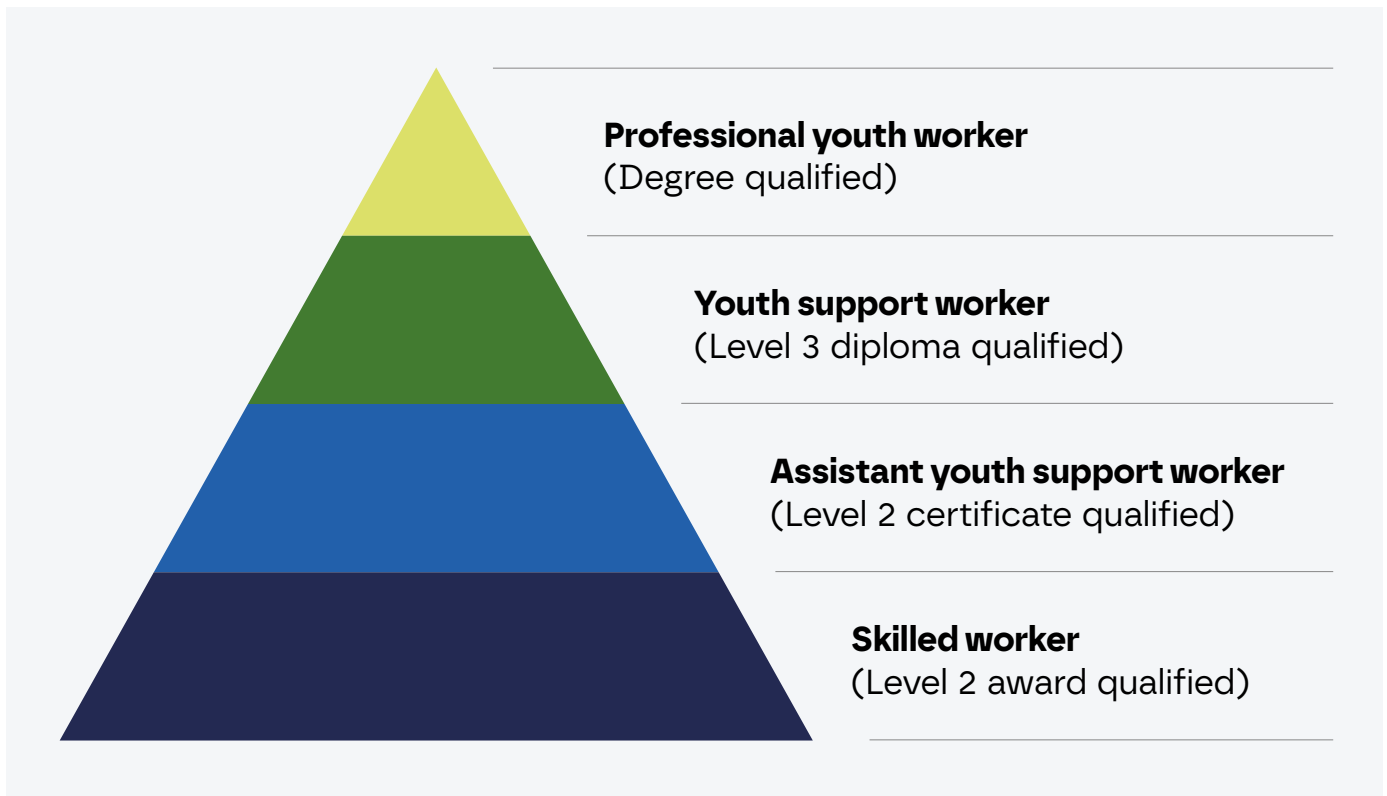 Professional youth worker
(Degree qualified)
Youth support worker
(Level 3 diploma qualified)
Assistant youth support worker
(Level 2 certificate qualified)
Skilled worker
(Level 2 award qualified)